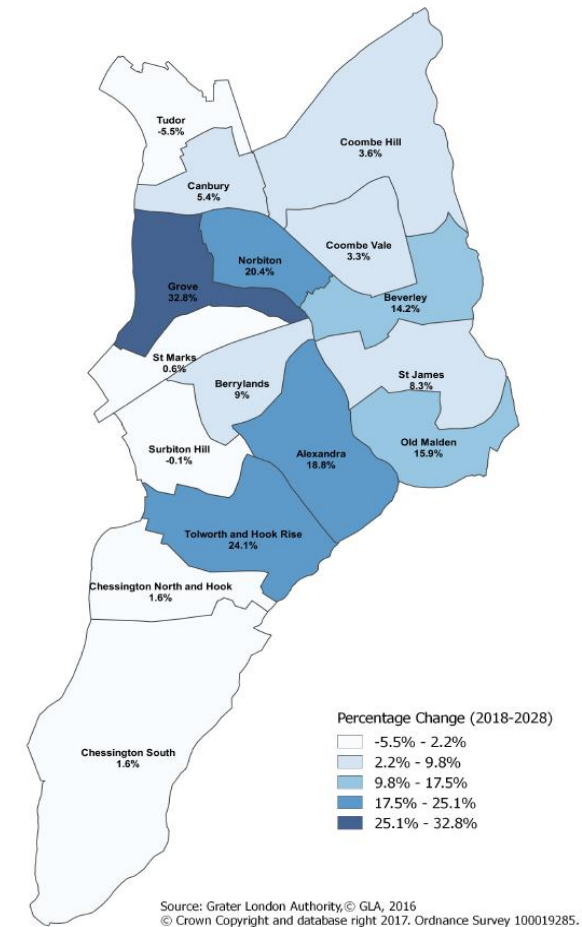 Tudor
-5.5%
Coombe Hill
3.6%
Canbury
5.4%
Coombe Vale
3.3%
Norbiton
20.4%
Grove
32.8%
Beverley
14.2%
St Marks
0.6%
St James
8.3%
Berrylands
9%
Old Malden
15.9%
Surbiton Hill
-0.1%
Alexandra
18.8%
Tolworth and Hook Rise
24.1%
Chessington North and Hook
1.6%
Chessington South
1.6%
Percentage Change (2018-2028)
-5.5% - 2.2%
2.2% - 9.8%
9.8% - 17.5%
17.5% - 25.1%
25.1% - 32.8%
Source: Grater London Authority,© GLA, 2016
© Crown Copyright and database right 2017. Ordnance Survey 100019285.